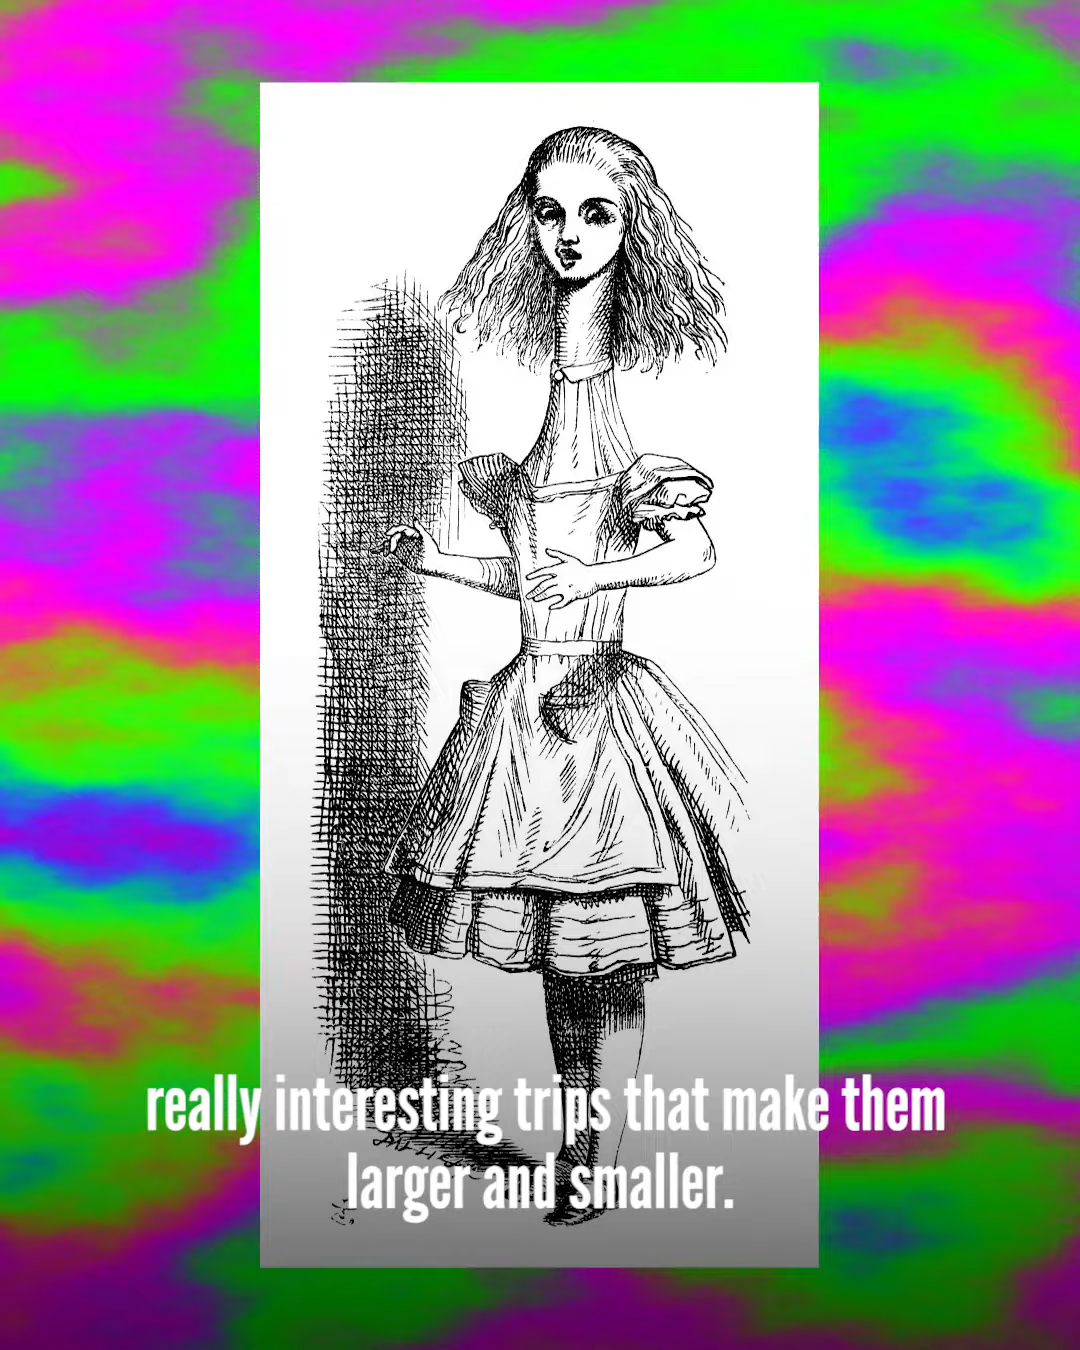 really interesting trips that make them
larger and smaller.